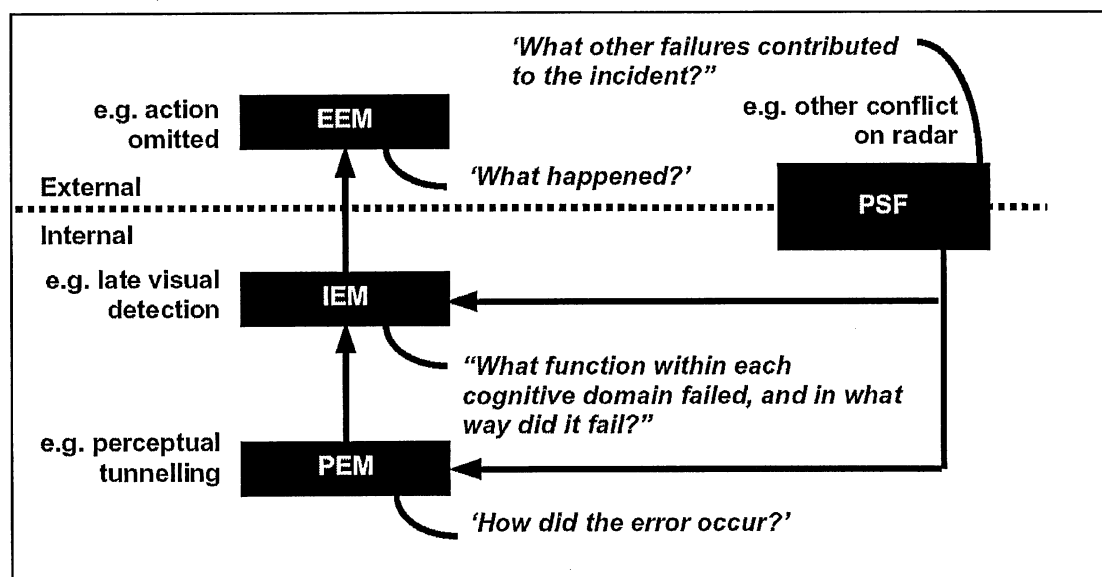 ‘What other failures contributed
to the incident?”
e.g. action
omitted
EEM
e.g. other conflict
on radar
‘What happened?’
PSF
External
Internal
e.g. late visual
detection
IEM
“What function within each
cognitive domain failed, and in what
way did it fail?”
e.g. perceptual
tunnelling
PEM
‘How did the error occur?’